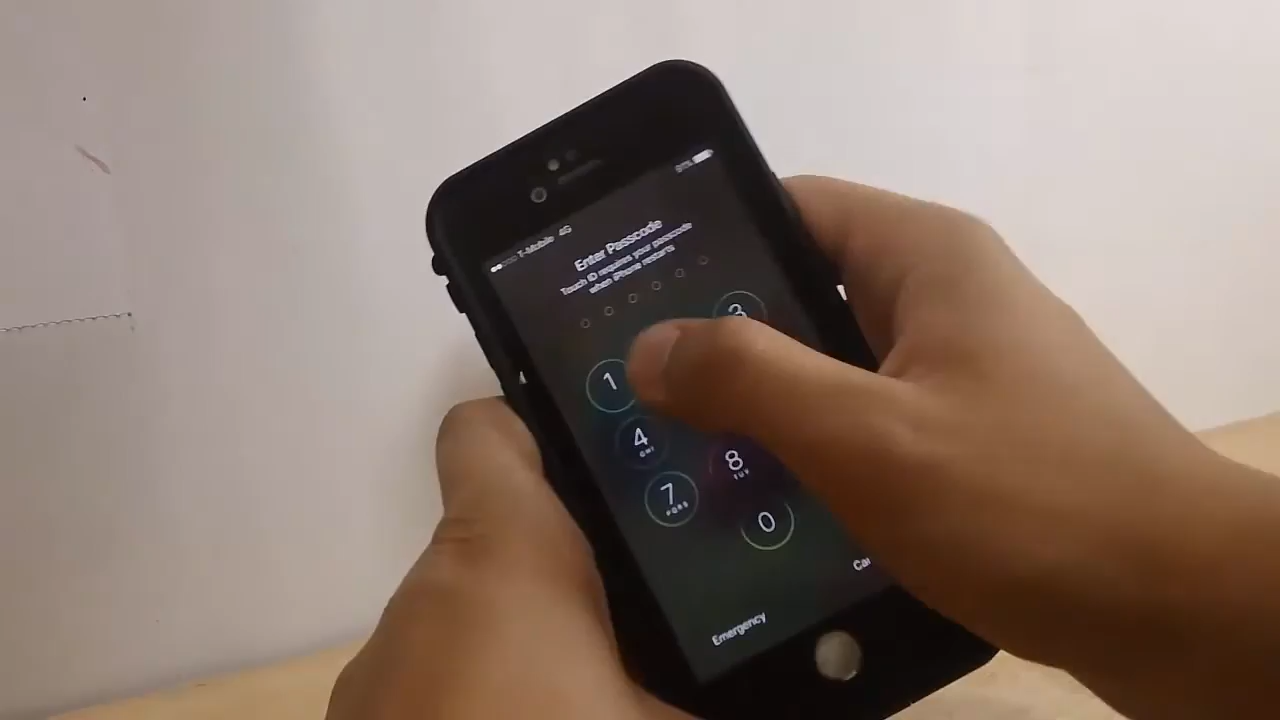 T-Mobile 4G
Enter Passcode
Touch ID requires your passcode
when iPhone restarts
1
3
4
GHI
8
TUV
7
PQRS
0
Emergency